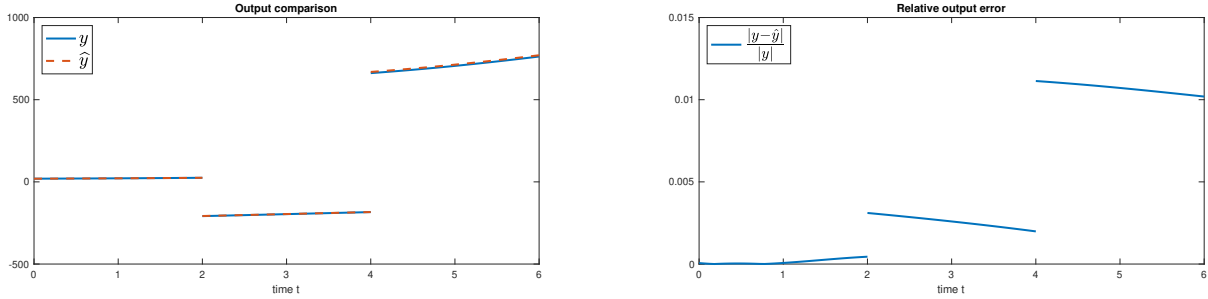 Output comparison
1000
500
0
-500
y
ŷ
0 1 2 3 4 5 6
time t
Relative output error
0.015
0.01
0.005
0
|y−ŷ|
|y|
0 1 2 3 4 5 6
time t